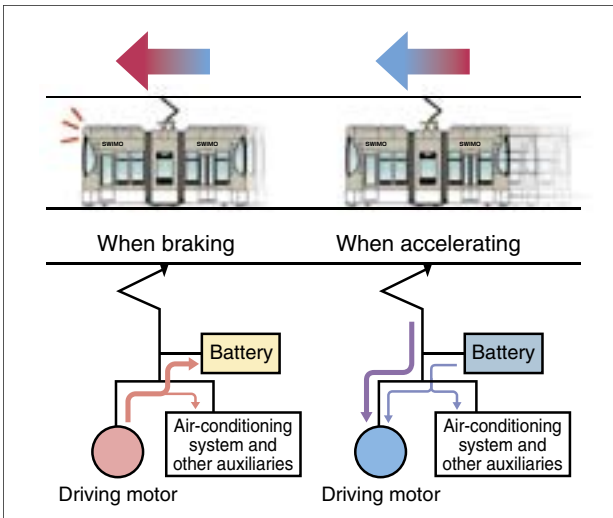 SWIMO SWIMO SWIMO SWIMO
When braking When accelerating
Battery Battery
Air-conditioning
system and
other auxiliaries
Air-conditioning
system and
other auxiliaries
Driving motor Driving motor